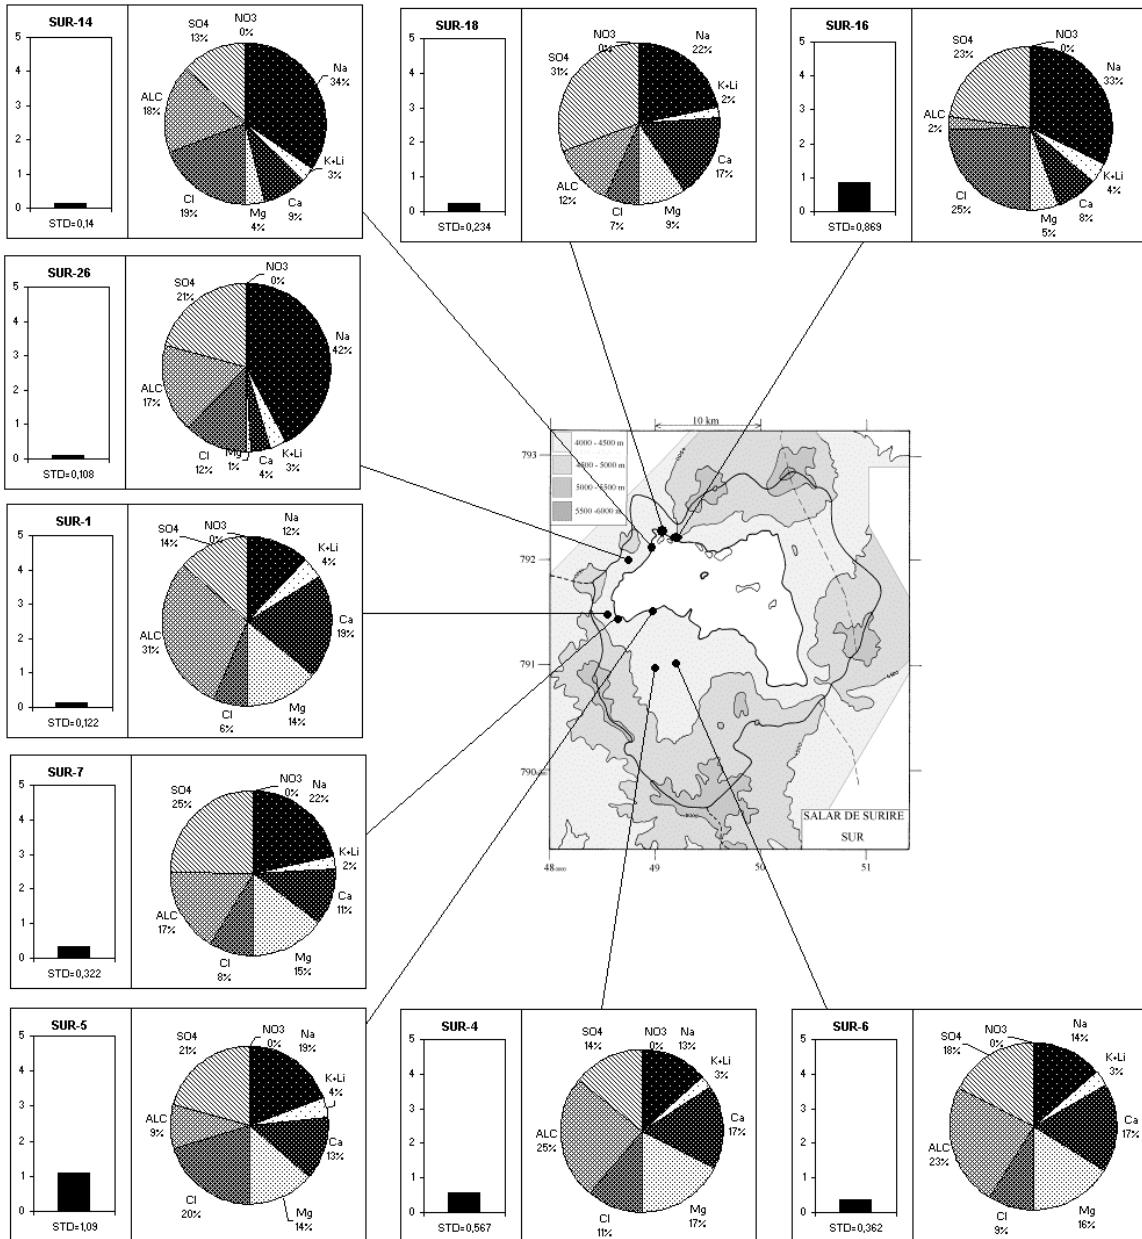 SUR-14
5
4
3
2
1
0
STD=0,14
NO3
0%
SO4
13%
Na
34%
ALC
18%
K+Li
3%
Cl
19%
Ca
9%
Mg
4%
SUR-18
5
4
3
2
1
0
STD=0,234
NO3
0%
Na
22%
SO4
31%
K+Li
2%
Ca
17%
ALC
12%
Cl
7%
Mg
9%
SUR-16
5
4
3
2
1
0
STD=0,869
NO3
0%
SO4
23%
Na
33%
ALC
2%
K+Li
4%
Cl
25%
Ca
8%
Mg
5%
SUR-26
5
4
3
2
1
0
STD=0,108
NO3
0%
SO4
21%
Na
42%
ALC
17%
Cl
12%
Mg
1%
Ca
4%
K+Li
3%
SUR-1
5
4
3
2
1
0
STD=0,122
NO3
0%
SO4
14%
Na
12%
K+Li
4%
Ca
19%
ALC
31%
Cl
6%
Mg
14%
SUR-7
5
4
3
2
1
0
STD=0,322
NO3
0%
SO4
25%
Na
22%
K+Li
2%
Ca
11%
ALC
17%
Cl
8%
Mg
15%
SUR-5
5
4
3
2
1
0
STD=1,09
NO3
0%
SO4
21%
Na
19%
K+Li
4%
ALC
9%
Ca
13%
Cl
20%
Mg
14%
SUR-4
5
4
3
2
1
0
STD=0,567
NO3
0%
SO4
14%
Na
13%
K+Li
3%
Ca
17%
ALC
25%
Cl
11%
Mg
17%
SUR-6
5
4
3
2
1
0
STD=0,362
NO3
0%
SO4
18%
Na
14%
K+Li
3%
Ca
17%
ALC
23%
Cl
9%
Mg
16%
10 km
4000 - 4500 m
4500 - 5000 m
5000 - 5500 m
5500 - 6000 m
793
792
791
790
48
49
50
51
SALAR DE SURIRE
SUR